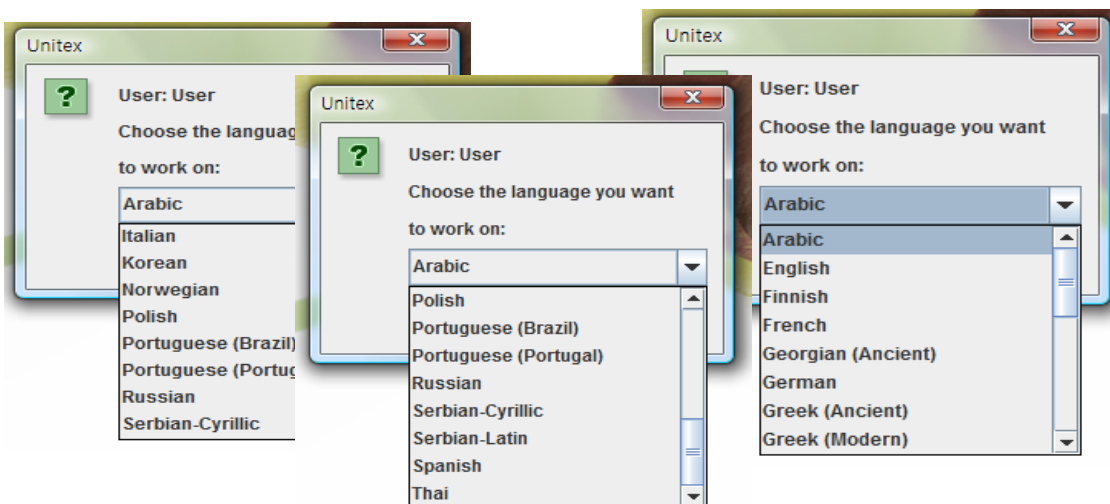 Unitex
User: User
Choose the languag
to work on:
Arabic
Italian
Korean
Norwegian
Polish
Portuguese (Brazil)
Portuguese (Portug
Russian
Serbian-Cyrillic
Unitex
?
User: User
Choose the language you want
to work on:
Arabic
Polish
Portuguese (Brazil)
Portuguese (Portugal)
Russian
Serbian-Cyrillic
Serbian-Latin
Spanish
Thai
Unitex
User: User
Choose the language you want
to work on:
Arabic
Arabic
English
Finnish
French
Georgian (Ancient)
German
Greek (Ancient)
Greek (Modern)